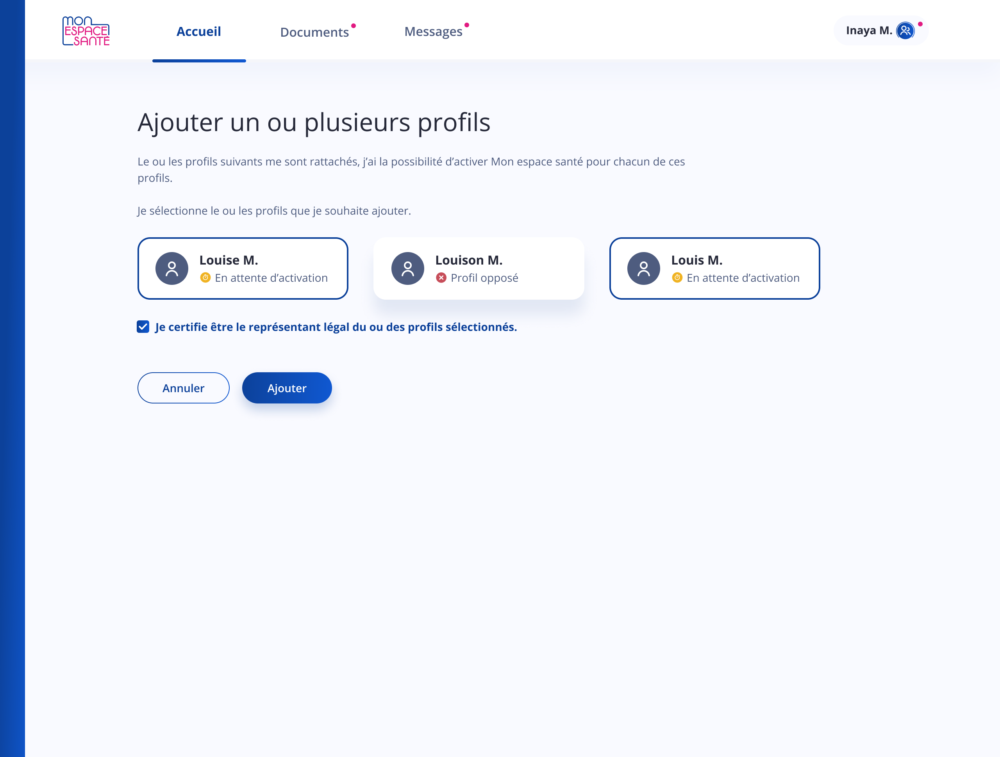 mon
ESPACE
SANTÉ
Accueil
Documents
Messages
Inaya M.
Ajouter un ou plusieurs profils
Le ou les profils suivants me sont rattachés, j’ai la possibilité d’activer Mon espace santé pour chacun de ces
profils.
Je sélectionne le ou les profils que je souhaite ajouter.
Louise M.
En attente d’activation
Louison M.
Profil opposé
Louis M.
En attente d’activation
Je certifie être le représentant légal du ou des profils sélectionnés.
Annuler
Ajouter